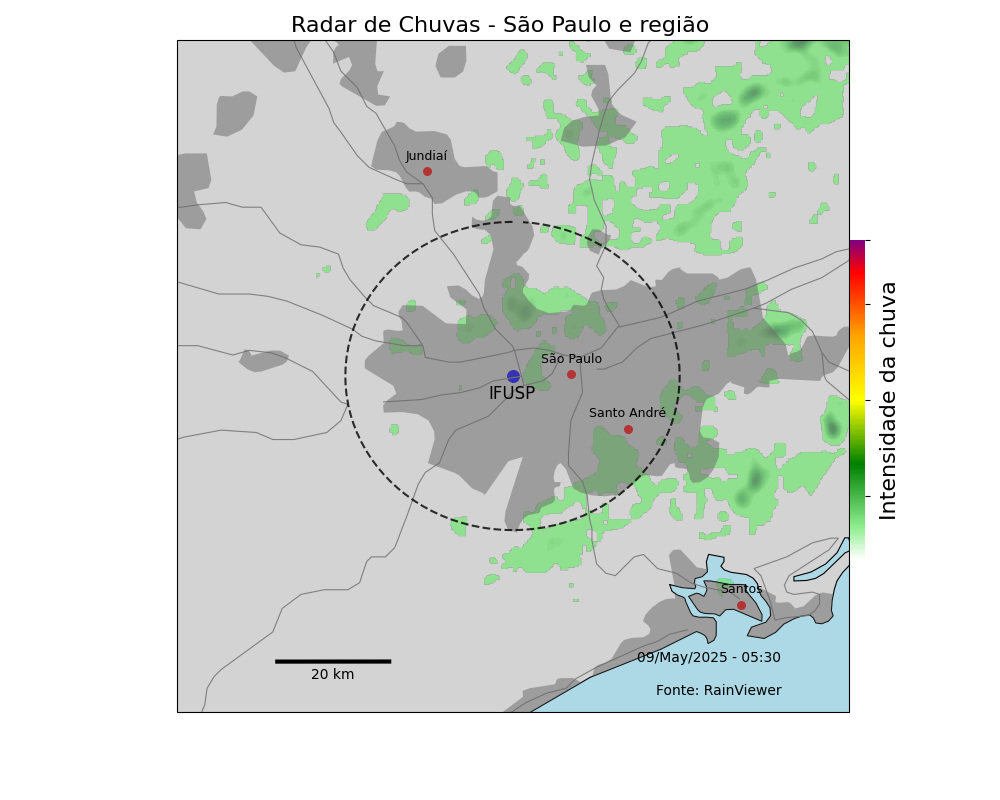 Radar de Chuvas - São Paulo e região
Jundiaí
São Paulo
IFUSP
Santo André
Intensidade da chuva
Santos
20 km
09/May/2025 - 05:30
Fonte: RainViewer